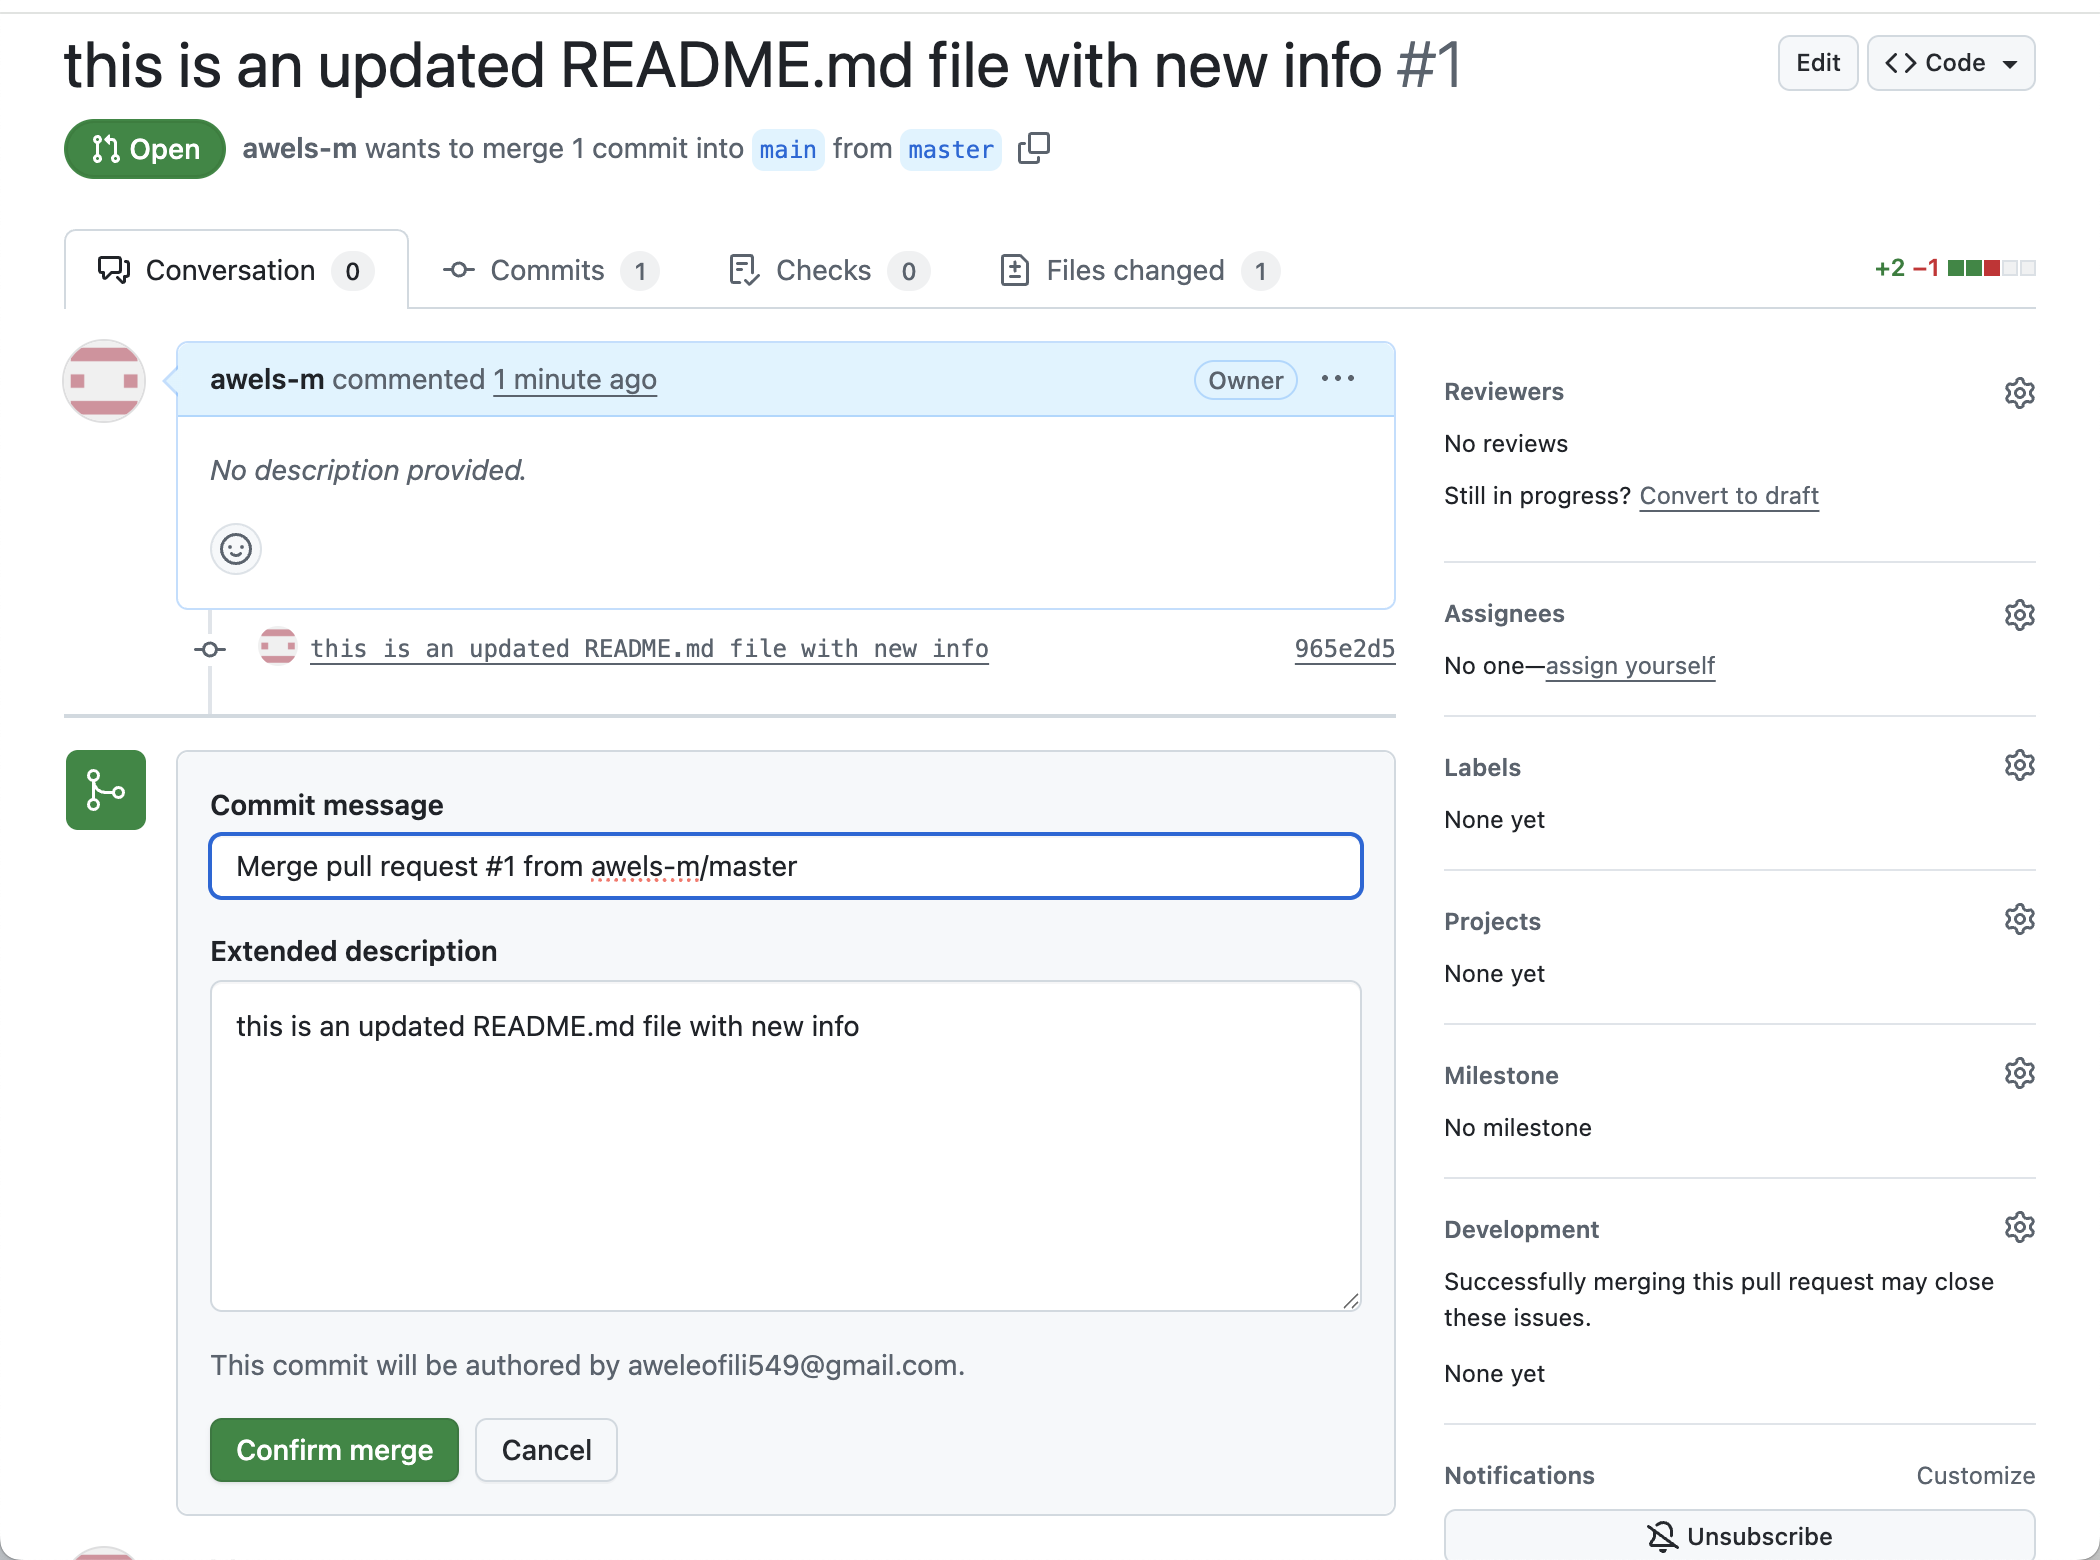 this is an updated README.md file with new info #1
Edit
Code
Open
awels-m wants to merge 1 commit into main from master
Conversation 0
Commits 1
Checks 0
Files changed 1
+2 −1
awels-m commented 1 minute ago
Owner
No description provided.
this is an updated README.md file with new info
965e2d5
Commit message
Merge pull request #1 from awels-m/master
Extended description
this is an updated README.md file with new info
This commit will be authored by aweleofili549@gmail.com.
Confirm merge
Cancel
Reviewers
No reviews
Still in progress? Convert to draft
Assignees
No one—assign yourself
Labels
None yet
Projects
None yet
Milestone
No milestone
Development
Successfully merging this pull request may close
these issues.
None yet
Notifications
Customize
Unsubscribe